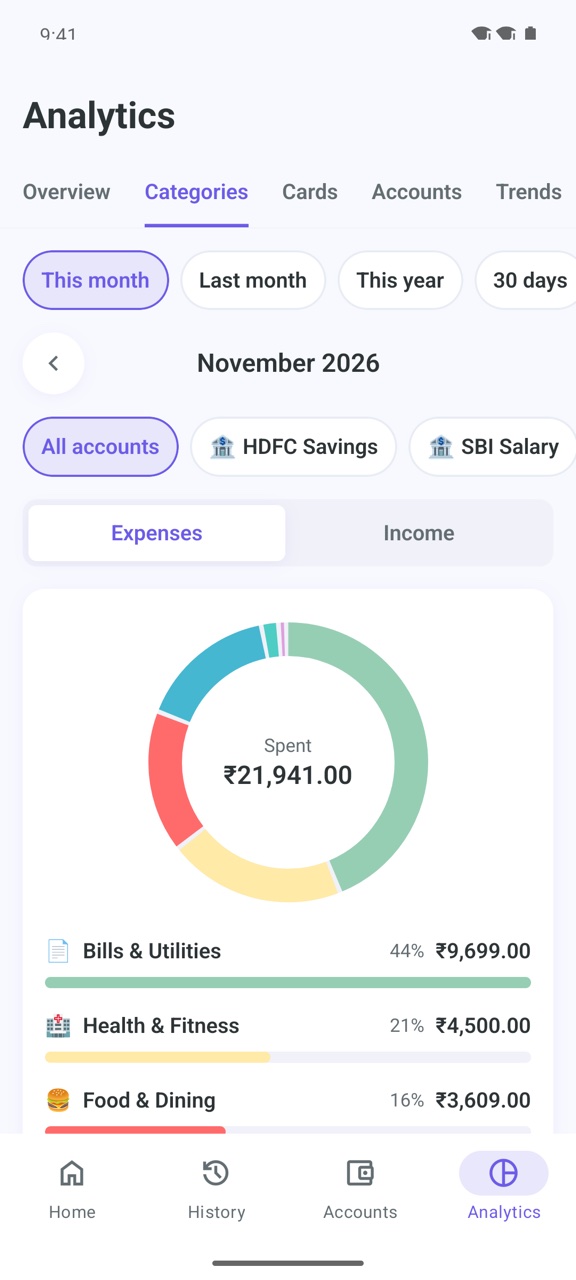 9:41
Analytics
Overview Categories Cards Accounts Trends
This month Last month This year 30 days
November 2026
All accounts HDFC Savings SBI Salary
Expenses Income
Spent
₹21,941.00
Bills & Utilities 44% ₹9,699.00
Health & Fitness 21% ₹4,500.00
Food & Dining 16% ₹3,609.00
Home History Accounts Analytics